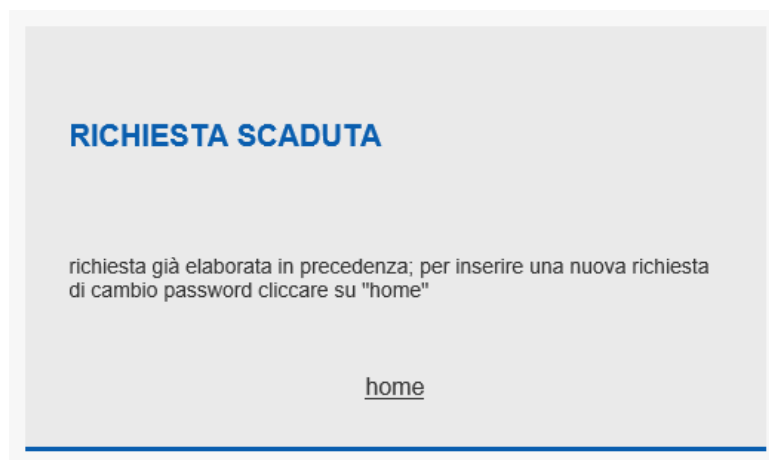 RICHIESTA SCADUTA
richiesta già elaborata in precedenza; per inserire una nuova richiesta
di cambio password cliccare su "home"
home